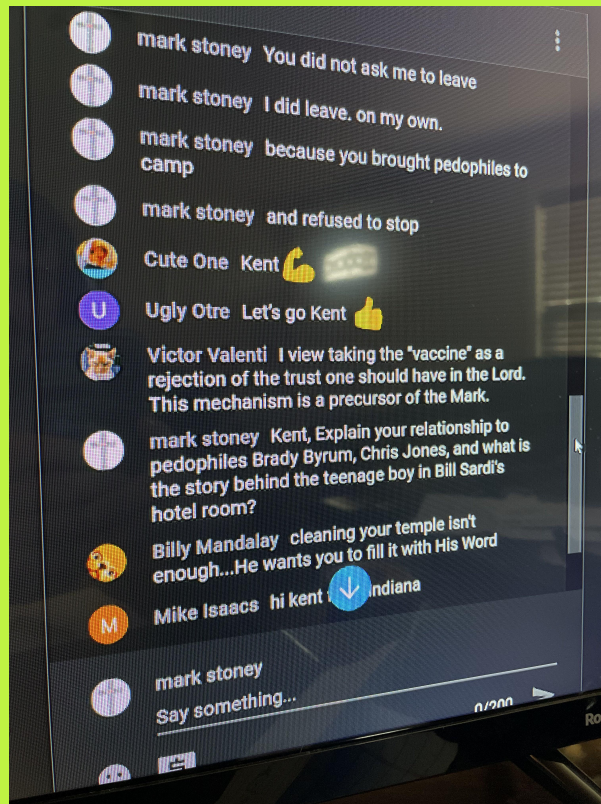 mark stoney You did not ask me to leave
mark stoney I did leave. on my own.
mark stoney because you brought pedophiles to
camp
mark stoney and refused to stop
Cute One Kent
U
Ugly Otre Let's go Kent
Victor Valenti I view taking the "vaccine" as a
rejection of the trust one should have in the Lord.
This mechanism is a precursor of the Mark.
mark stoney Kent, Explain your relationship to
pedophiles Brady Byrum, Chris Jones, and what is
the story behind the teenage boy in Bill Sardi's
hotel room?
Billy Mandalay cleaning your temple isn't
enough...He wants you to fill it with His Word
M
Mike Isaacs hi kent ndiana
mark stoney
Say something...
0/200
Ro